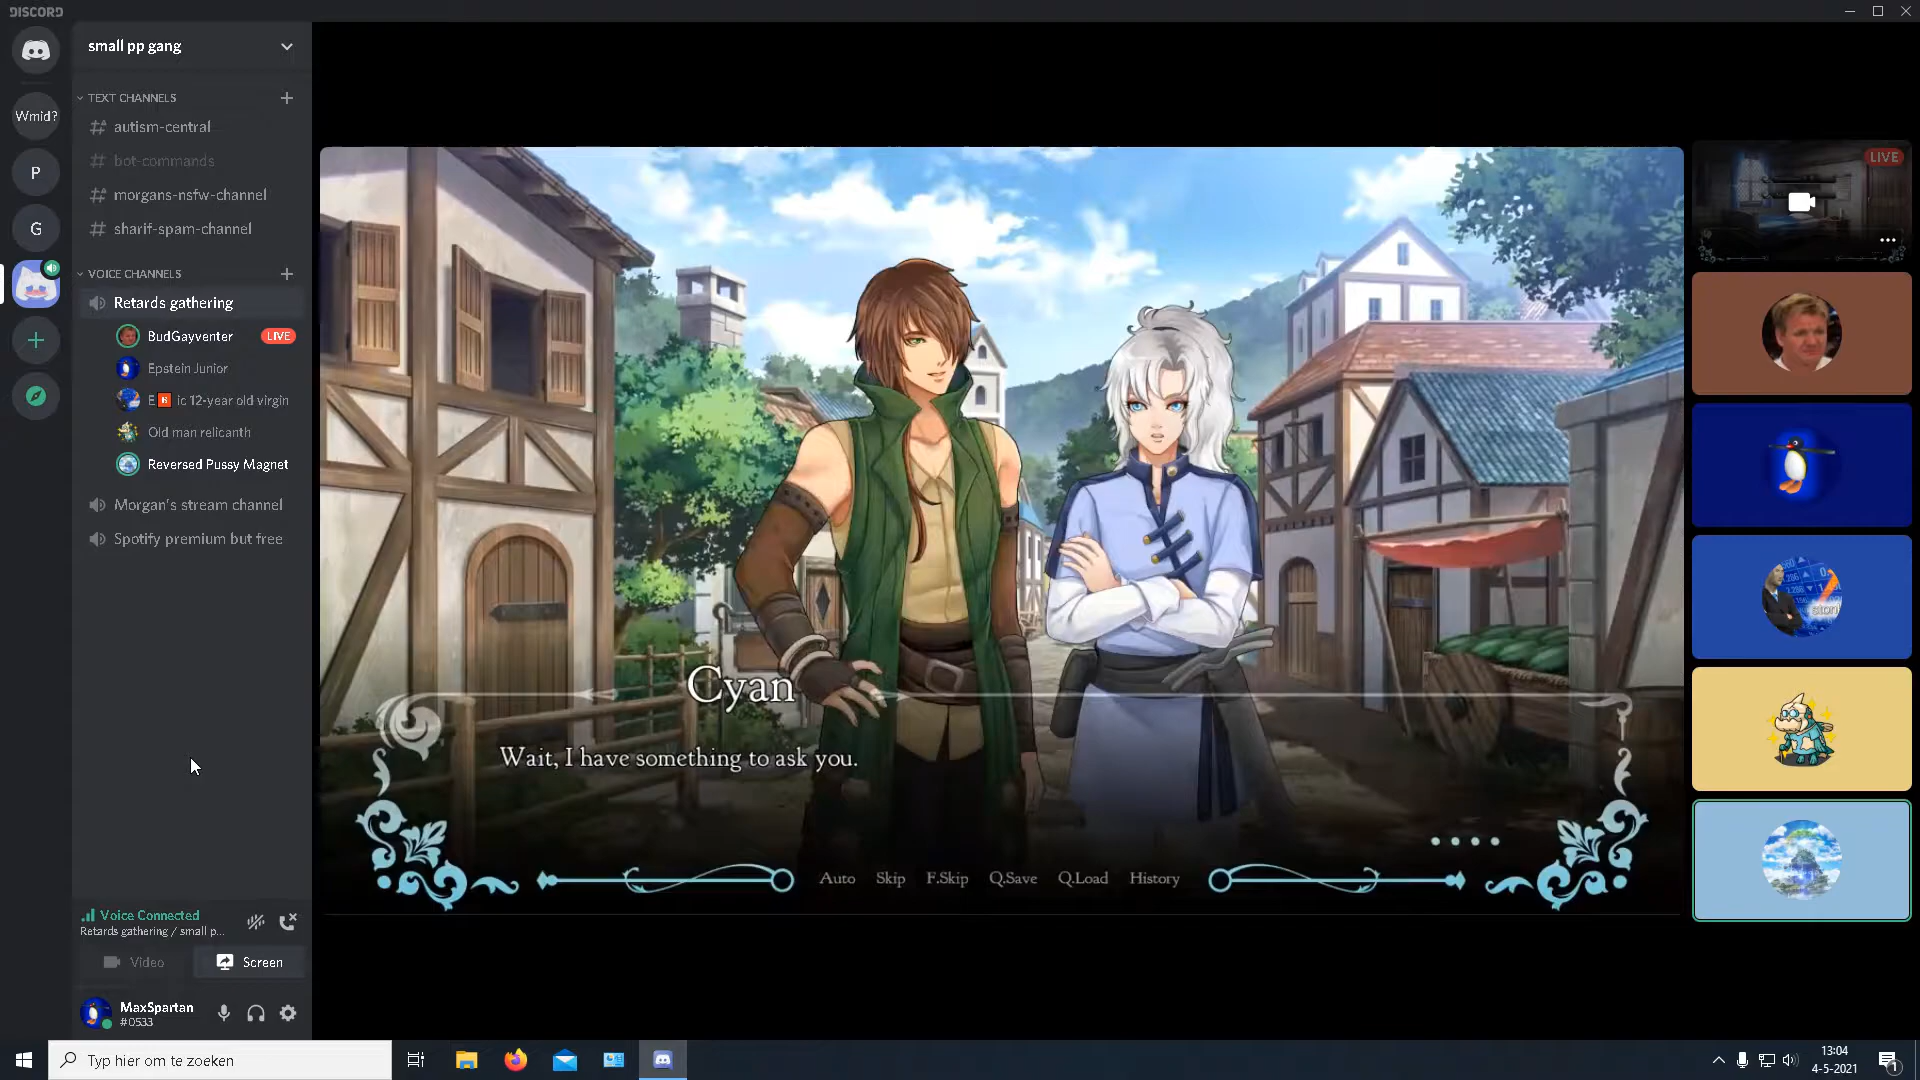 DISCORD
small pp gang
Wmid?
P
G
TEXT CHANNELS
autism-central
bot-commands
morgans-nsfw-channel
sharif-spam-channel
VOICE CHANNELS
Retards gathering
BudGayventer
LIVE
Epstein Junior
E B ic 12-year old virgin
Old man relicanth
Reversed Pussy Magnet
Morgan's stream channel
Spotify premium but free
Voice Connected
Retards gathering / small p...
Video
Screen
MaxSpartan
#0533
Cyan
Wait, I have something to ask you.
Auto Skip F.Skip Q.Save Q.Load History
LIVE
Typ hier om te zoeken
13:04
4-5-2021
1